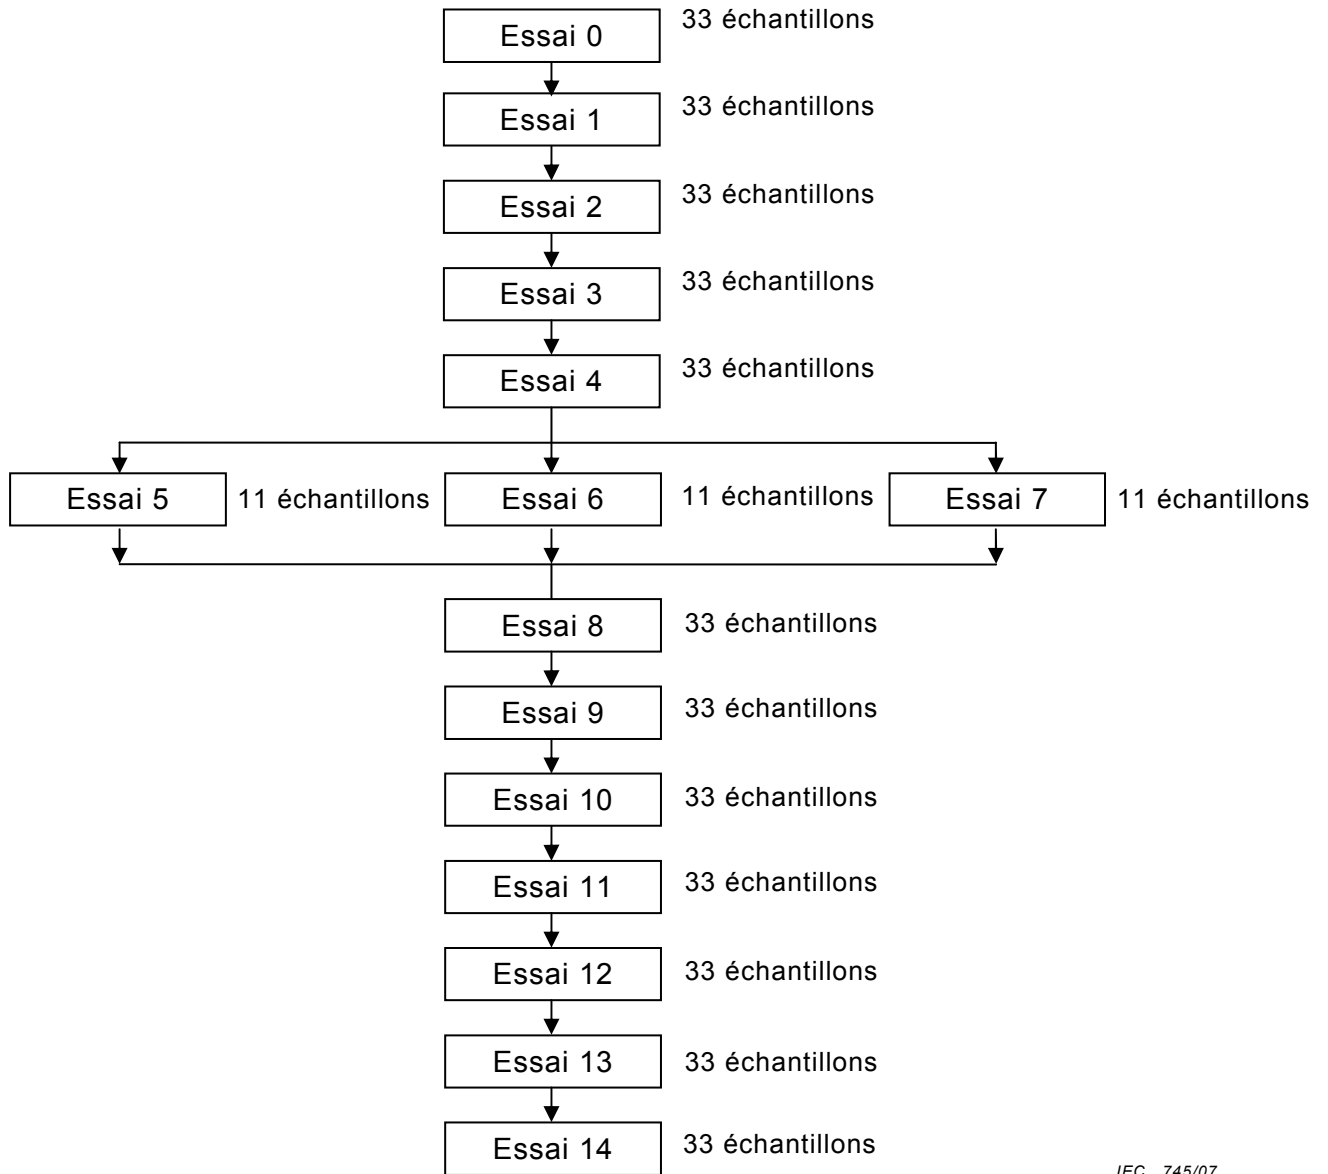 Essai 0 33 échantillons
Essai 1 33 échantillons
Essai 2 33 échantillons
Essai 3 33 échantillons
Essai 4 33 échantillons
Essai 5 11 échantillons Essai 6 11 échantillons Essai 7 11 échantillons
Essai 8 33 échantillons
Essai 9 33 échantillons
Essai 10 33 échantillons
Essai 11 33 échantillons
Essai 12 33 échantillons
Essai 13 33 échantillons
Essai 14 33 échantillons
IEC 745/07